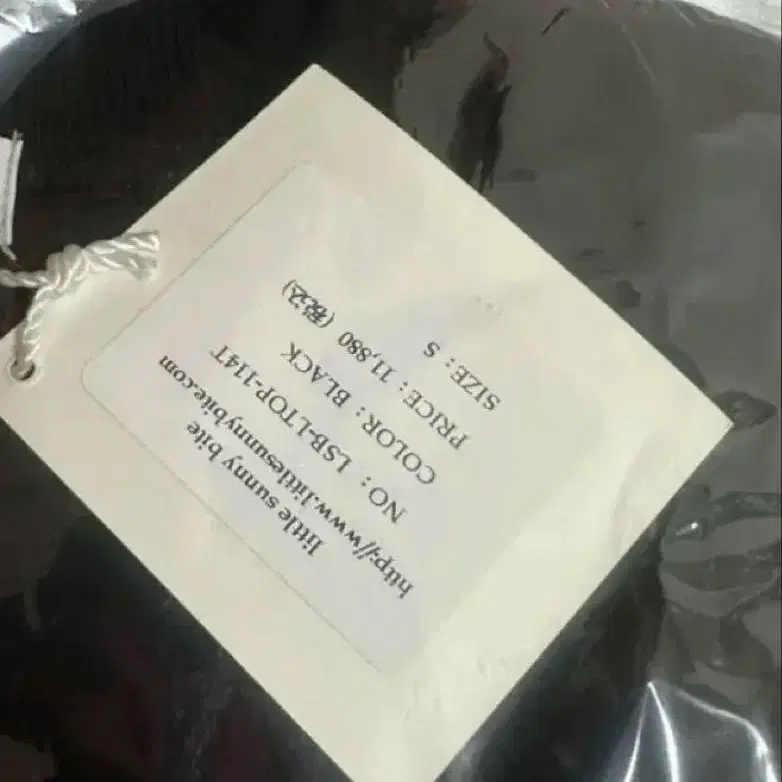 little sunny bite
http://www.littlesunnybite.com
NO : LSB-LTOP-114T
COLOR : BLACK
PRICE : 11,880 (税込)
SIZE : S